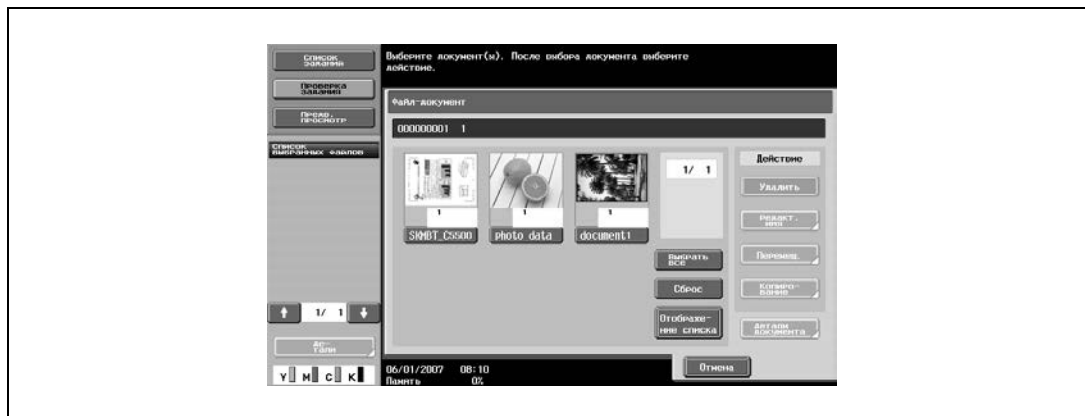 Список
задания
Проверка
задания
Предв.
просмотр
Список
выбранных файлов
1/ 1
Де-
тали
Y M C K
Выберите документ(ы). После выбора документа выберите
действие.
Файл-документ
000000001 1
1
SKMBT_C5500
1
photo data
1
document1
1/ 1
Выбрать
все
Сброс
Отображе-
ние списка
Действие
Удалить
Редакт.
имя
Перемещ.
Копиро-
вание
Детали
документа
Отмена
06/01/2007 08:10
Память 0%